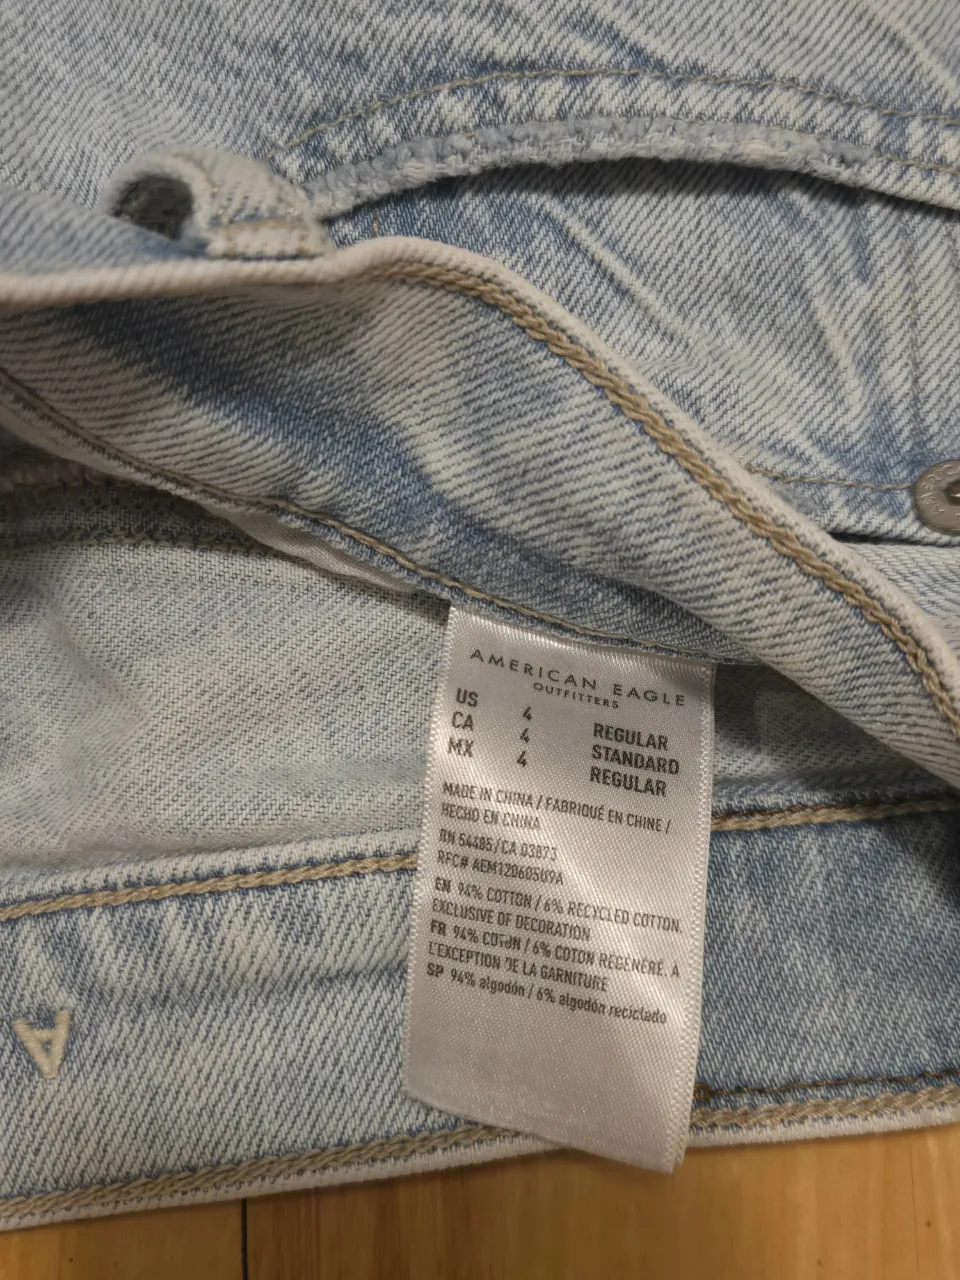 AMERICAN EAGLE
OUTFITTERS
US 4 REGULAR
CA 4 STANDARD
MX 4 REGULAR
MADE IN CHINA / FABRIQUÉ EN CHINE /
HECHO EN CHINA
RN 54485/CA 03873
RFC# AEM120605U9A
EN 94% COTTON / 6% RECYCLED COTTON.
EXCLUSIVE OF DECORATION
FR 94% COTON / 6% COTON RÉGÉNÉRÉ. À
L'EXCEPTION DE LA GARNITURE
SP 94% algodón / 6% algodón reciclado
A